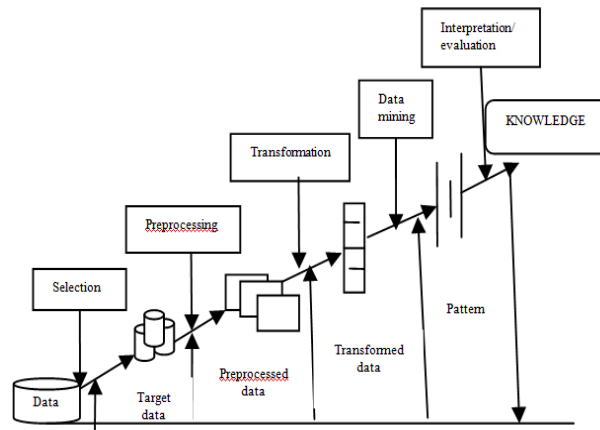 Interpretation/
evaluation
Data
mining
KNOWLEDGE
Transformation
Preprocessing
Selection
Pattern
Transformed
data
Preprocessed
data
Target
data
Data